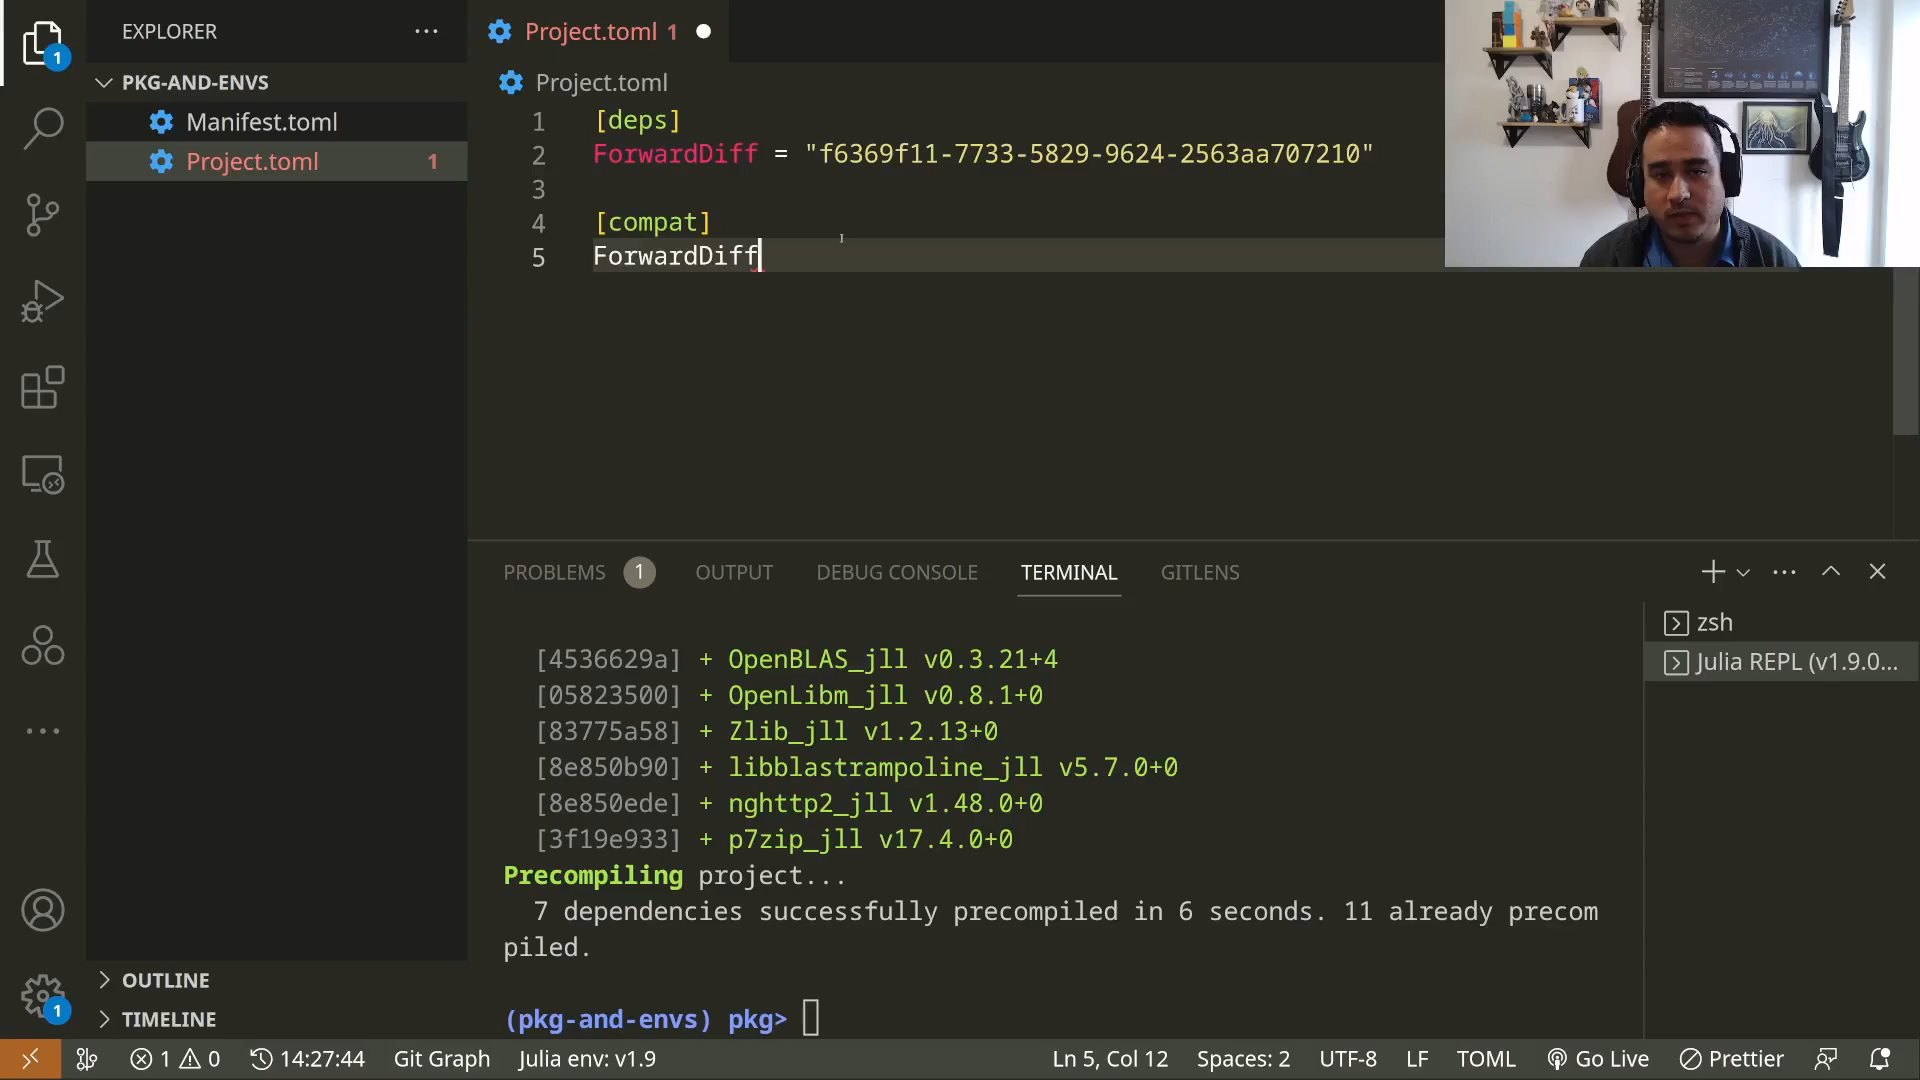 EXPLORER
PKG-AND-ENVS
Manifest.toml
Project.toml 1
OUTLINE
TIMELINE
Project.toml 1
Project.toml
1 [deps]
2 ForwardDiff = "f6369f11-7733-5829-9624-2563aa707210"
3
4 [compat]
5 ForwardDiff
PROBLEMS 1 OUTPUT DEBUG CONSOLE TERMINAL GITLENS
[4536629a] + OpenBLAS_jll v0.3.21+4
[05823500] + OpenLibm_jll v0.8.1+0
[83775a58] + Zlib_jll v1.2.13+0
[8e850b90] + libblastrampoline_jll v5.7.0+0
[8e850ede] + nghttp2_jll v1.48.0+0
[3f19e933] + p7zip_jll v17.4.0+0
Precompiling project...
7 dependencies successfully precompiled in 6 seconds. 11 already precom
piled.
(pkg-and-envs) pkg>
zsh
Julia REPL (v1.9.0...
1
1
1 0 14:27:44 Git Graph Julia env: v1.9 Ln 5, Col 12 Spaces: 2 UTF-8 LF TOML Go Live Prettier